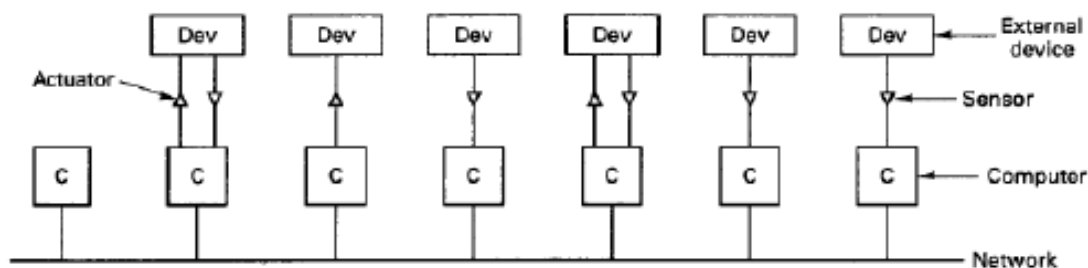 Dev Dev Dev Dev Dev Dev External
device
Actuator
Sensor
C C C C C C C Computer
Network